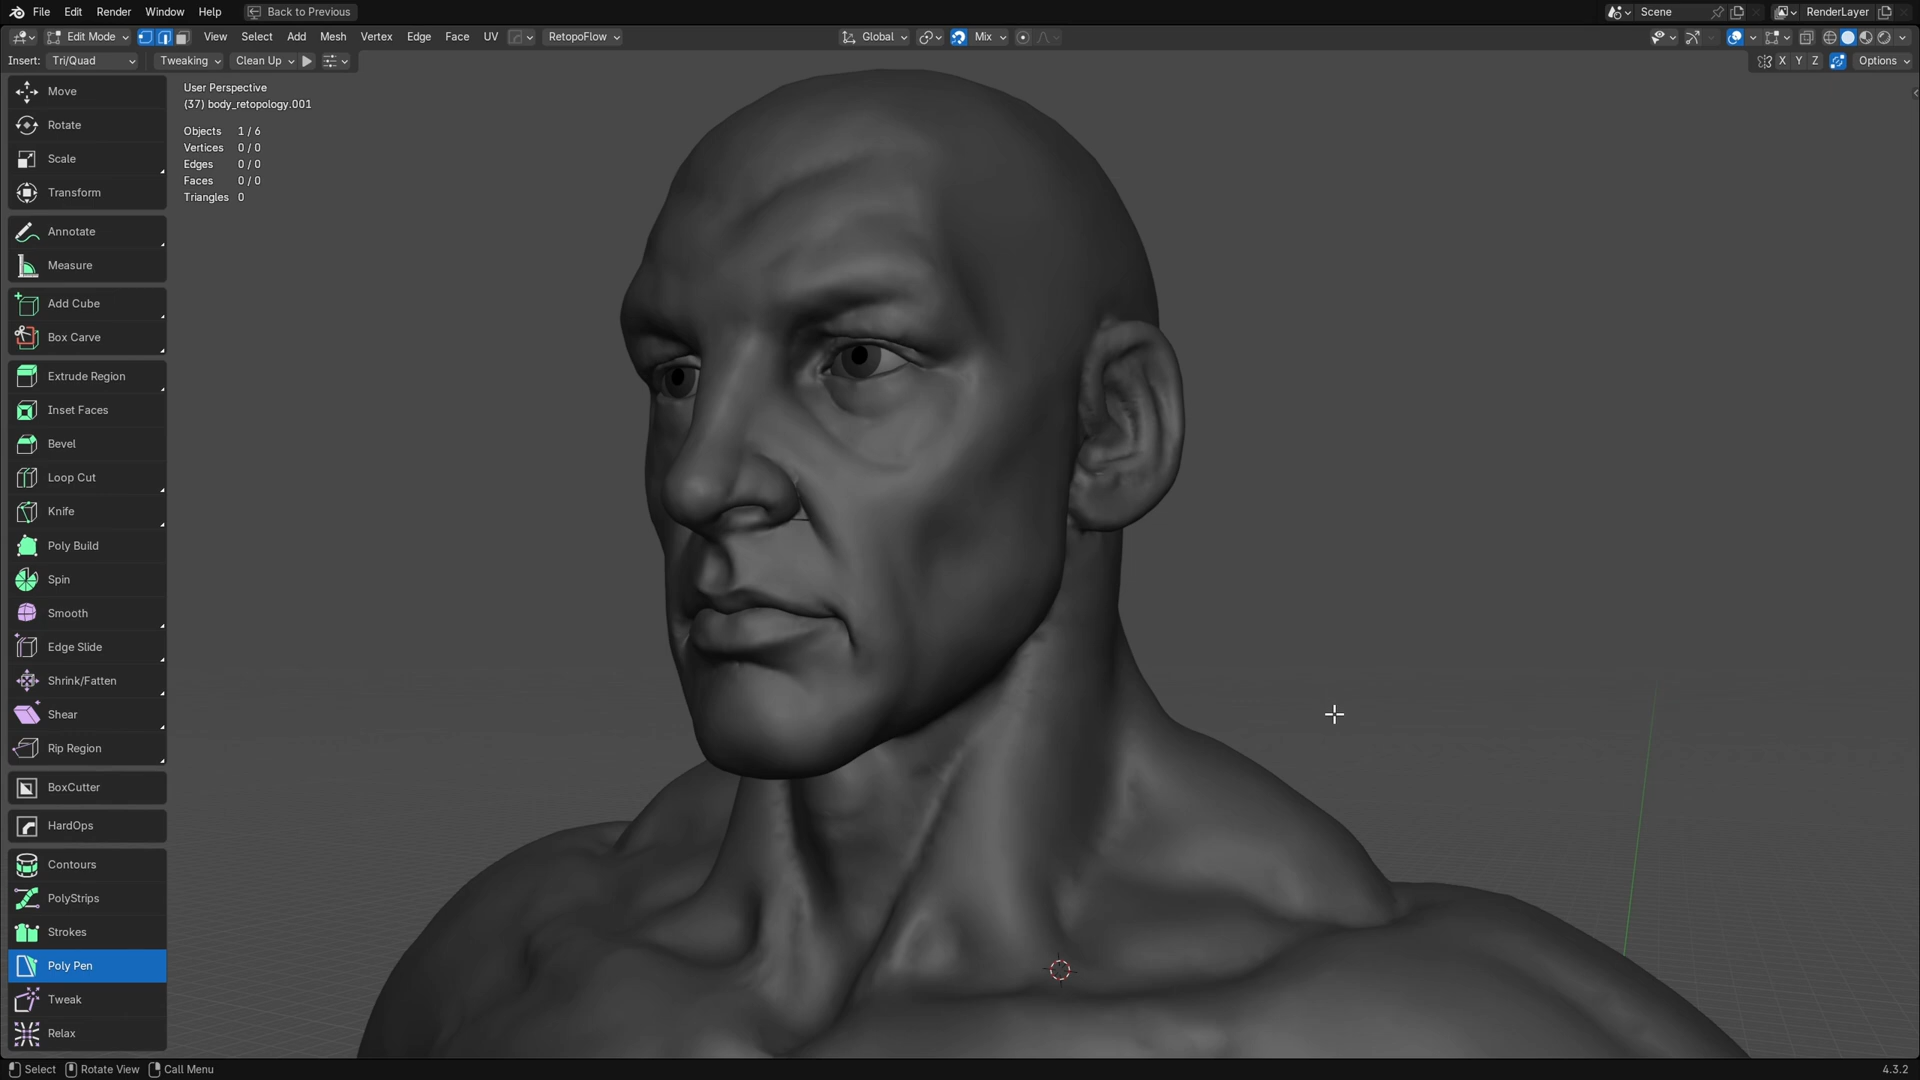 File Edit Render Window Help Back to Previous Scene RenderLayer
Edit Mode View Select Add Mesh Vertex Edge Face UV RetopoFlow Global Mix
Insert: Tri/Quad Tweaking Clean Up X Y Z Options
User Perspective
(37) body_retopology.001
Objects 1 / 6
Vertices 0 / 0
Edges 0 / 0
Faces 0 / 0
Triangles 0
Move
Rotate
Scale
Transform
Annotate
Measure
Add Cube
Box Carve
Extrude Region
Inset Faces
Bevel
Loop Cut
Knife
Poly Build
Spin
Smooth
Edge Slide
Shrink/Fatten
Shear
Rip Region
BoxCutter
HardOps
Contours
PolyStrips
Strokes
Poly Pen
Tweak
Relax
Select Rotate View Call Menu 4.3.2